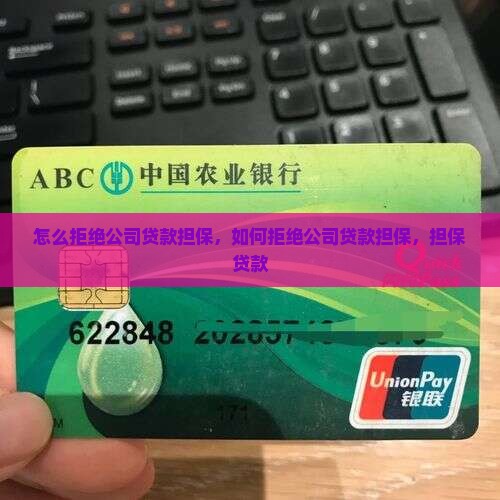 ABC 中国农业银行
怎么拒绝公司贷款担保，如何拒绝公司贷款担保，担保
贷款
Quick
622848
171
UnionPay
银联